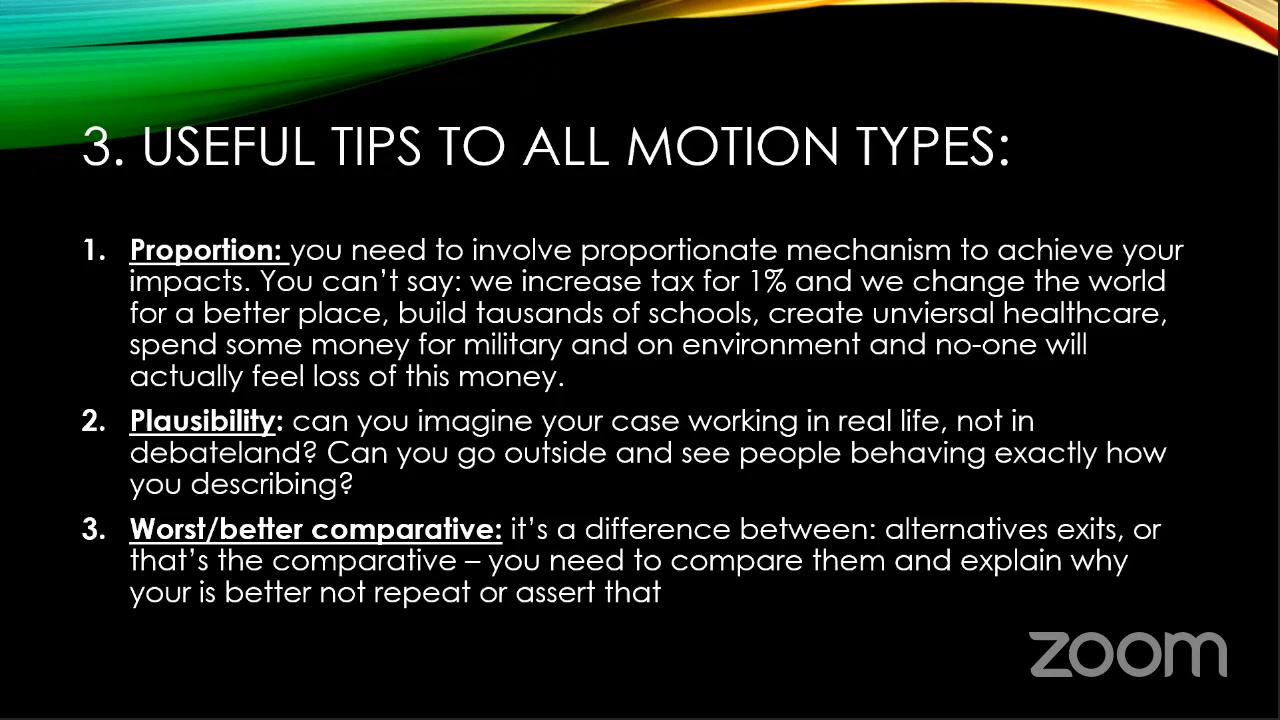 3. USEFUL TIPS TO ALL MOTION TYPES:
1. Proportion: you need to involve proportionate mechanism to achieve your
impacts. You can’t say: we increase tax for 1% and we change the world
for a better place, build tausands of schools, create unviersal healthcare,
spend some money for military and on environment and no-one will
actually feel loss of this money.
2. Plausibility: can you imagine your case working in real life, not in
debateland? Can you go outside and see people behaving exactly how
you describing?
3. Worst/better comparative: it’s a difference between: alternatives exits, or
that’s the comparative – you need to compare them and explain why
your is better not repeat or assert that
zoom